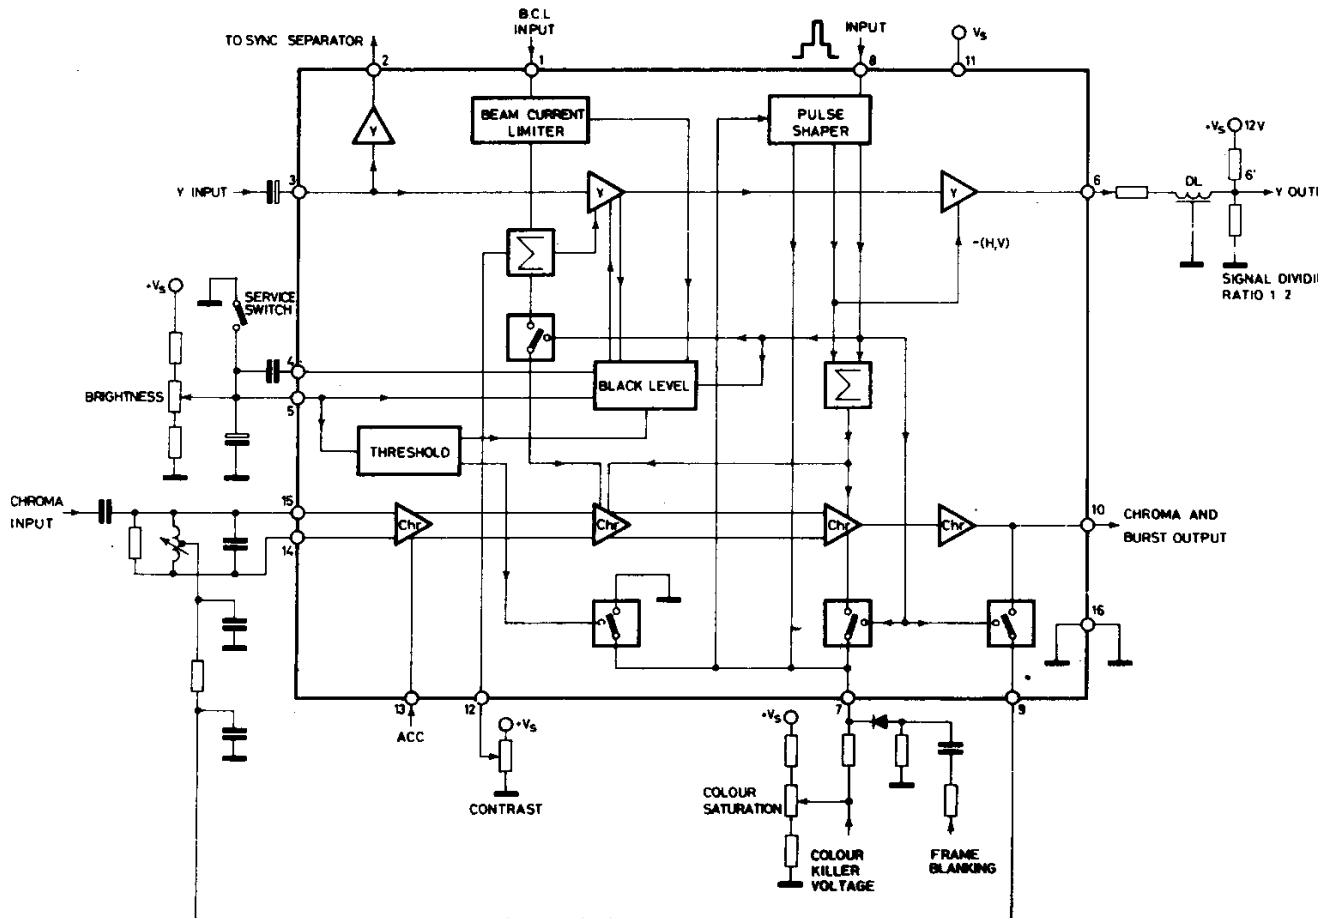 B.C.L
INPUT
INPUT
Vs
TO SYNC SEPARATOR
2
1
8
11
BEAM CURRENT
LIMITER
PULSE
SHAPER
Y
+Vs
12V
Y INPUT
3
Y
Y
6
DL
6'
Y OUT
Σ
-(H,V)
SIGNAL DIVIDI
RATIO 1 2
+Vs
SERVICE
SWITCH
4
BLACK LEVEL
Σ
BRIGHTNESS
5
THRESHOLD
CHROMA
INPUT
15
14
Chr
Chr
Chr
Chr
10
CHROMA AND
BURST OUTPUT
16
13
12
7
9
ACC
+Vs
CONTRAST
+Vs
COLOUR
SATURATION
COLOUR
KILLER
VOLTAGE
FRAME
BLANKING